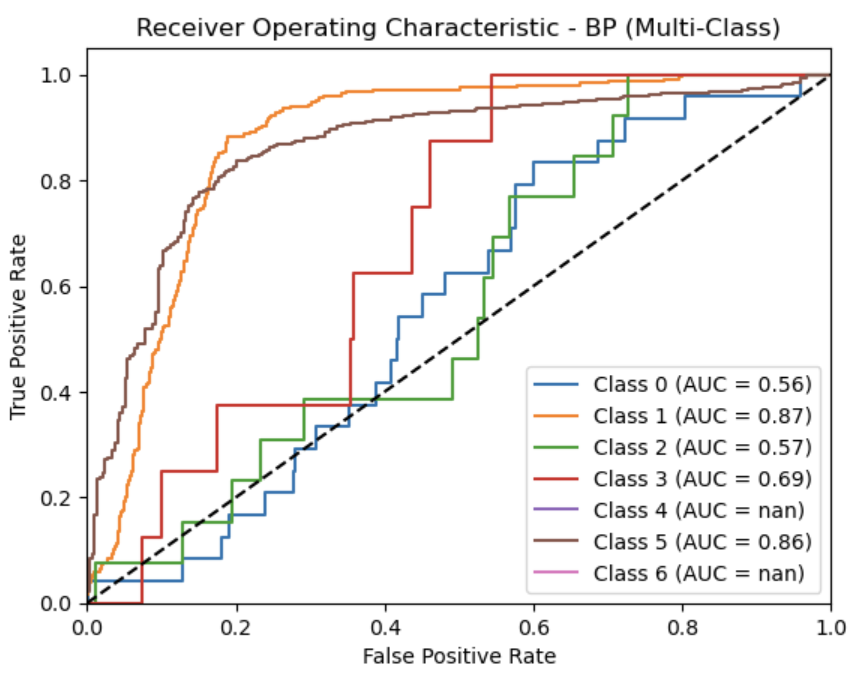 Receiver Operating Characteristic - BP (Multi-Class)
True Positive Rate
1.0
0.8
0.6
0.4
0.2
0.0
Class 0 (AUC = 0.56)
Class 1 (AUC = 0.87)
Class 2 (AUC = 0.57)
Class 3 (AUC = 0.69)
Class 4 (AUC = nan)
Class 5 (AUC = 0.86)
Class 6 (AUC = nan)
0.0 0.2 0.4 0.6 0.8 1.0
False Positive Rate